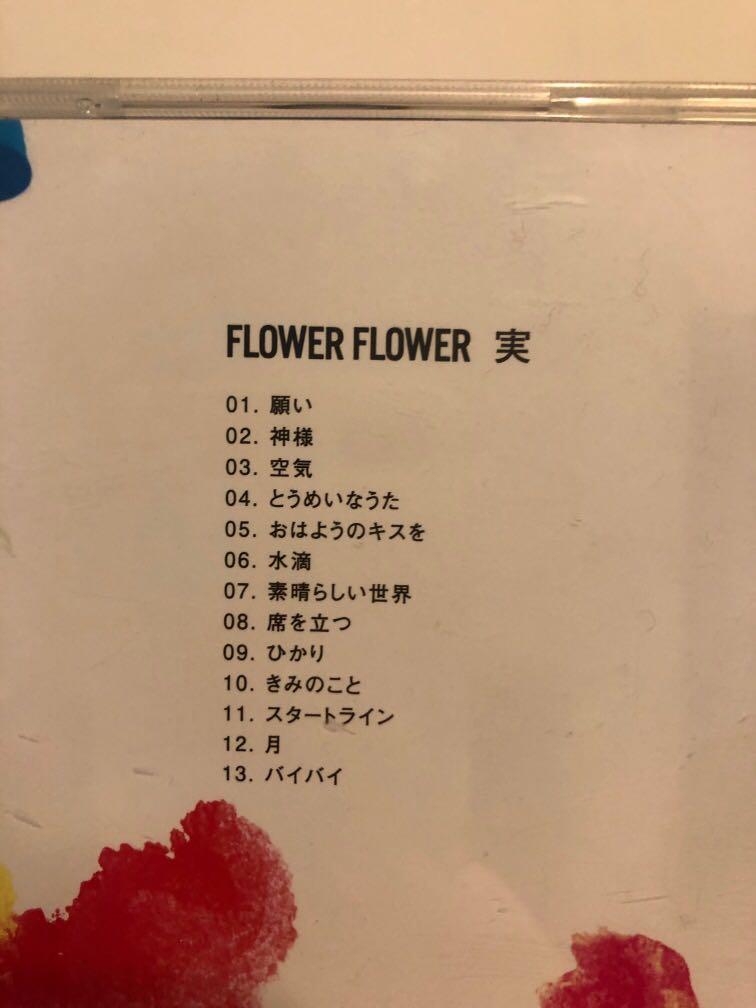 FLOWER FLOWER 実
01. 願い
02. 神様
03. 空気
04. とうめいなうた
05. おはようのキスを
06. 水滴
07. 素晴らしい世界
08. 席を立つ
09. ひかり
10. きみのこと
11. スタートライン
12. 月
13. バイバイ